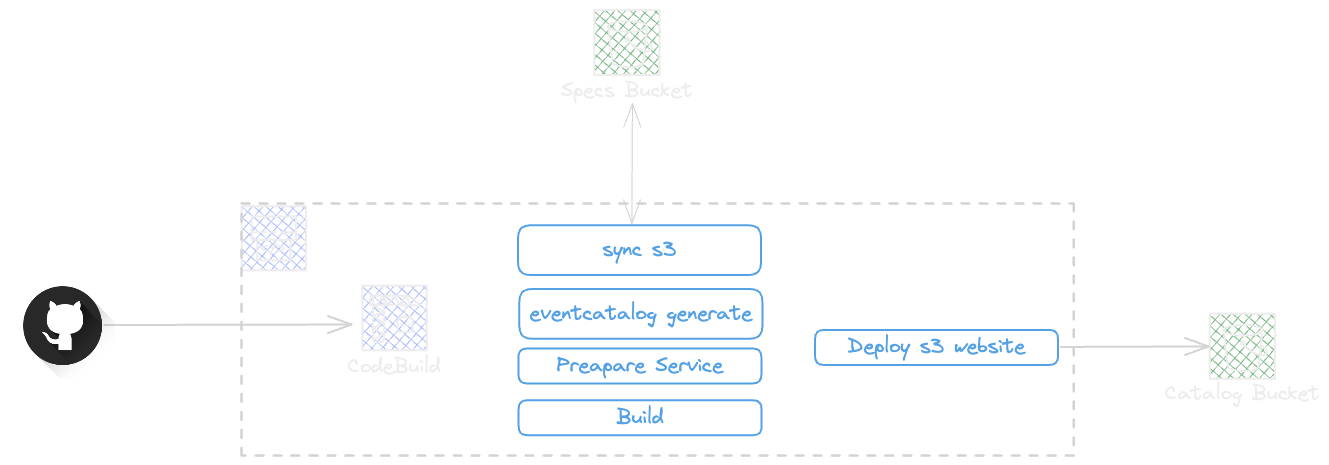 Specs Bucket
sync s3
eventcatalog generate
Preapare Service
Build
CodeBuild
Deploy s3 website
Catalog Bucket